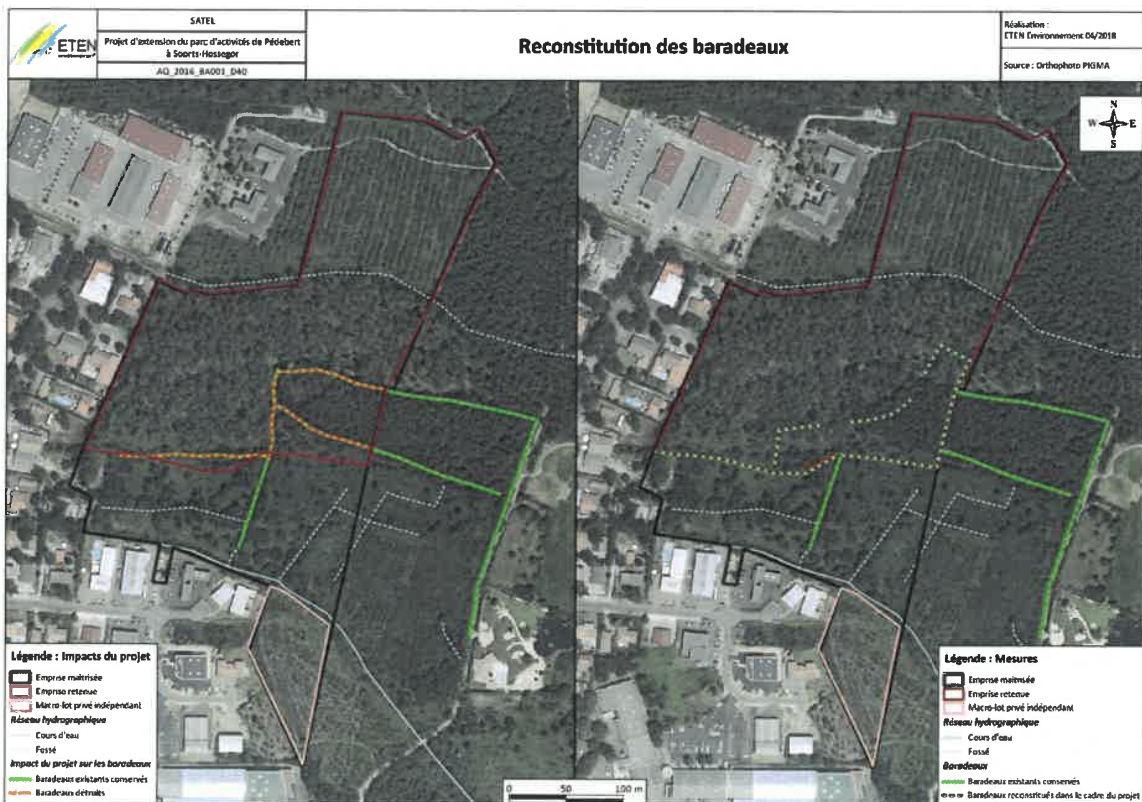 ETEN
environnement
SATEL
Projet d'extension du parc d'activités de Pédebert
à Soorts-Hossegor
AQ_2016_BA001_D40
Reconstitution des baradeaux
Réalisation :
ETEN Environnement 04/2018
Source : Orthophoto PIGMA
N
W E
S
Légende : Impacts du projet
Emprise maîtrisée
Emprise retenue
Macro-lot privé indépendant
Réseau hydrographique
Cours d'eau
Fossé
Impact du projet sur les baradeaux
Baradeaux existants conservés
Baradeaux détruits
0 50 100 m
Légende : Mesures
Emprise maîtrisée
Emprise retenue
Macro-lot privé indépendant
Réseau hydrographique
Cours d'eau
Fossé
Baradeaux
Baradeaux existants conservés
Baradeaux reconstitués dans le cadre du projet